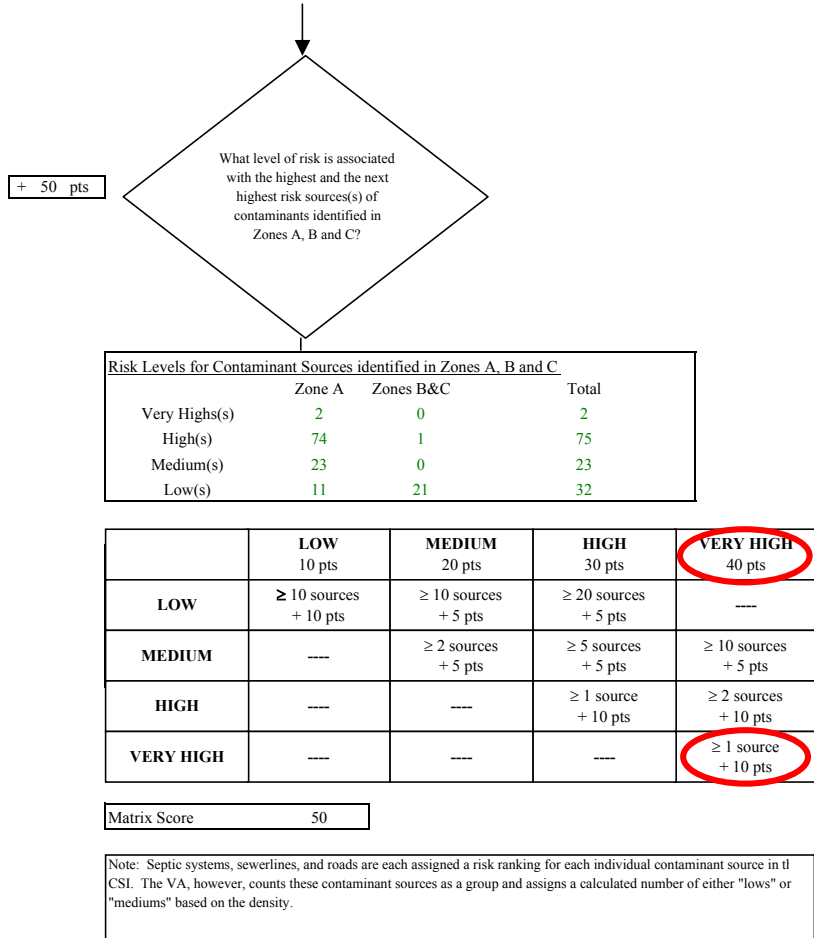 What level of risk is associated
with the highest and the next
+ 50 pts
highest risk sources(s) of
contaminants identified in
Zones A, B and C?
Risk Levels for Contaminant Sources identified in Zones A, B and C
Zone A Zones B&C Total
Very Highs(s) 2 0 2
High(s) 74 1 75
Medium(s) 23 0 23
Low(s) 11 21 32
LOW MEDIUM HIGH VERY HIGH
10 pts 20 pts 30 pts 40 pts
LOW ≥ 10 sources ≥ 10 sources ≥ 20 sources ----
+ 10 pts + 5 pts + 5 pts
MEDIUM ---- ≥ 2 sources ≥ 5 sources ≥ 10 sources
+ 5 pts + 5 pts + 5 pts
HIGH ---- ---- ≥ 1 source ≥ 2 sources
+ 10 pts + 10 pts
VERY HIGH ---- ---- ---- ≥ 1 source
+ 10 pts
Matrix Score 50
Note: Septic systems, sewerlines, and roads are each assigned a risk ranking for each individual contaminant source in
CSI. The VA, however, counts these contaminant sources as a group and assigns a calculated number of either "lows" or
"mediums" based on the density.